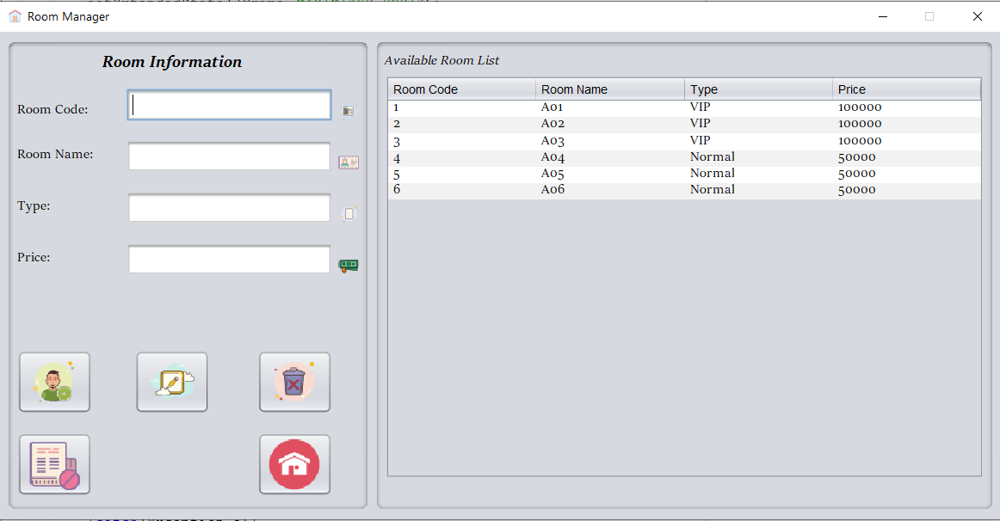 Room Manager
Room Information
Room Code:
Room Name:
Type:
Price:
Available Room List
Room Code Room Name Type Price
1 A01 VIP 100000
2 A02 VIP 100000
3 A03 VIP 100000
4 A04 Normal 50000
5 A05 Normal 50000
6 A06 Normal 50000